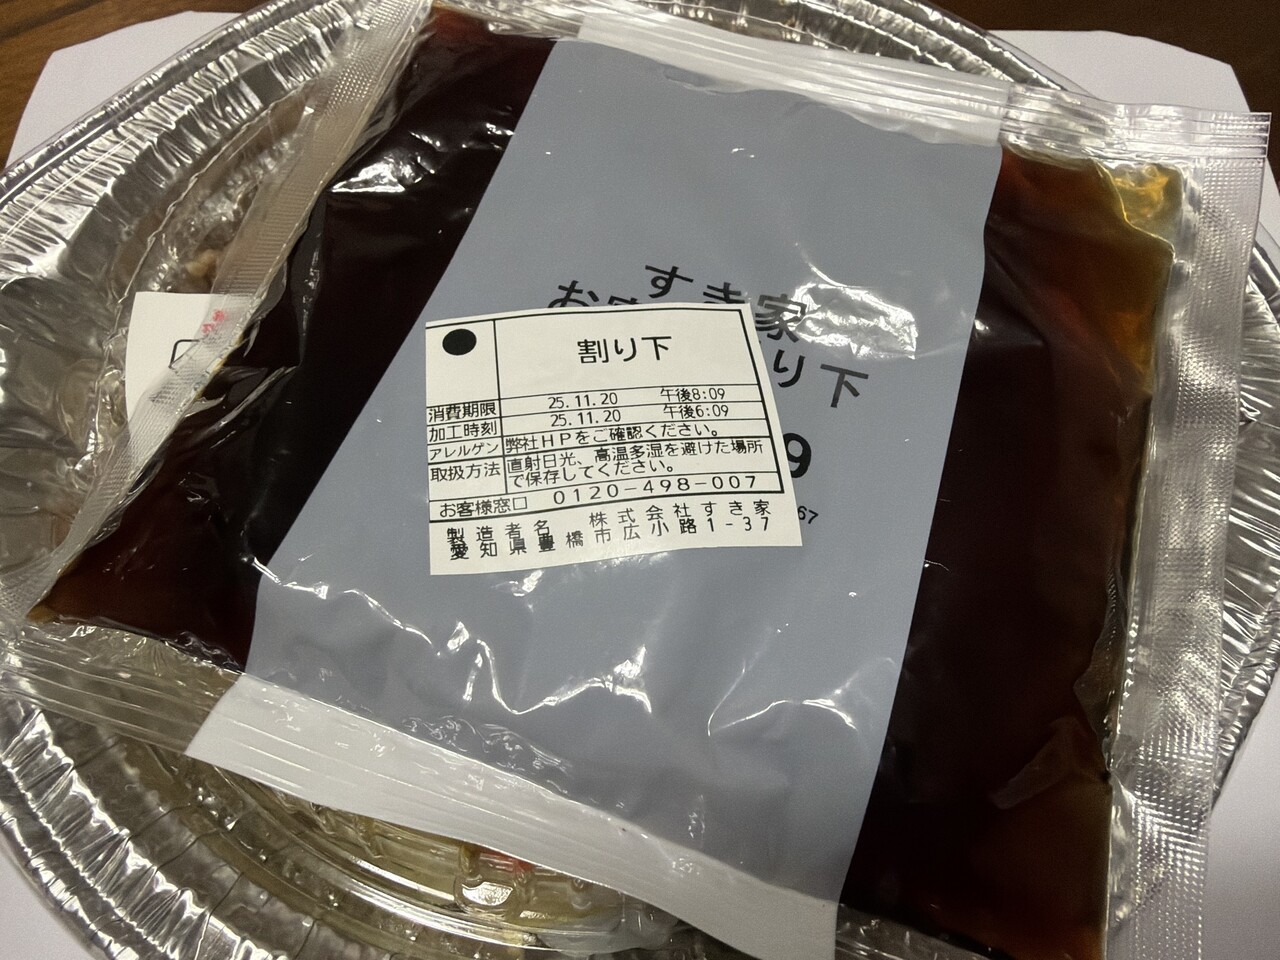 すき家
お
り下
9
67
割り下
消費期限 25.11.20 午後8:09
加工時刻 25.11.20 午後6:09
アレルゲン 弊社HPをご確認ください。
取扱方法 直射日光、高温多湿を避けた場所
で保存してください。
お客様窓口 0120-498-007
製造者名 株式会社すき家
愛知県豊橋市広小路1-37